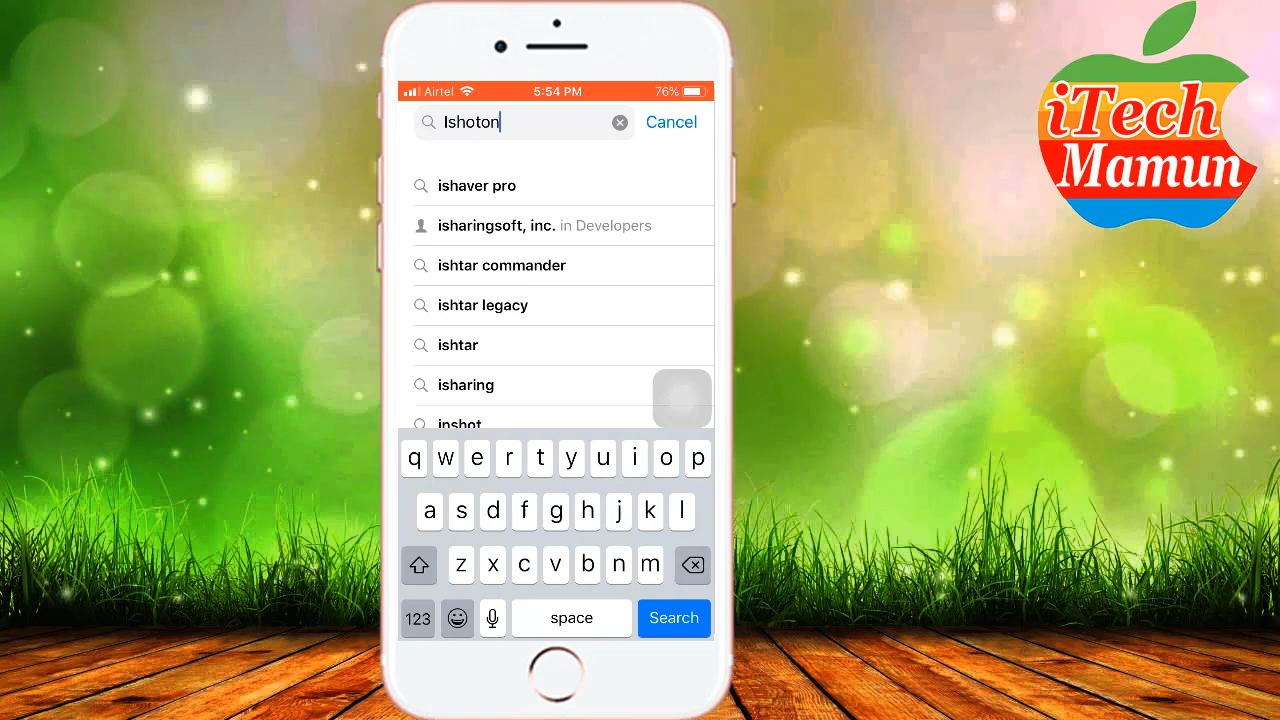 Airtel 5:54 PM 76%
Ishoton Cancel
ishaver pro
isharingsoft, inc. in Developers
ishtar commander
ishtar legacy
ishtar
isharing
inshot
q w e r t y u i o p
a s d f g h j k l
z x c v b n m
123 space Search
iTech
Mamun